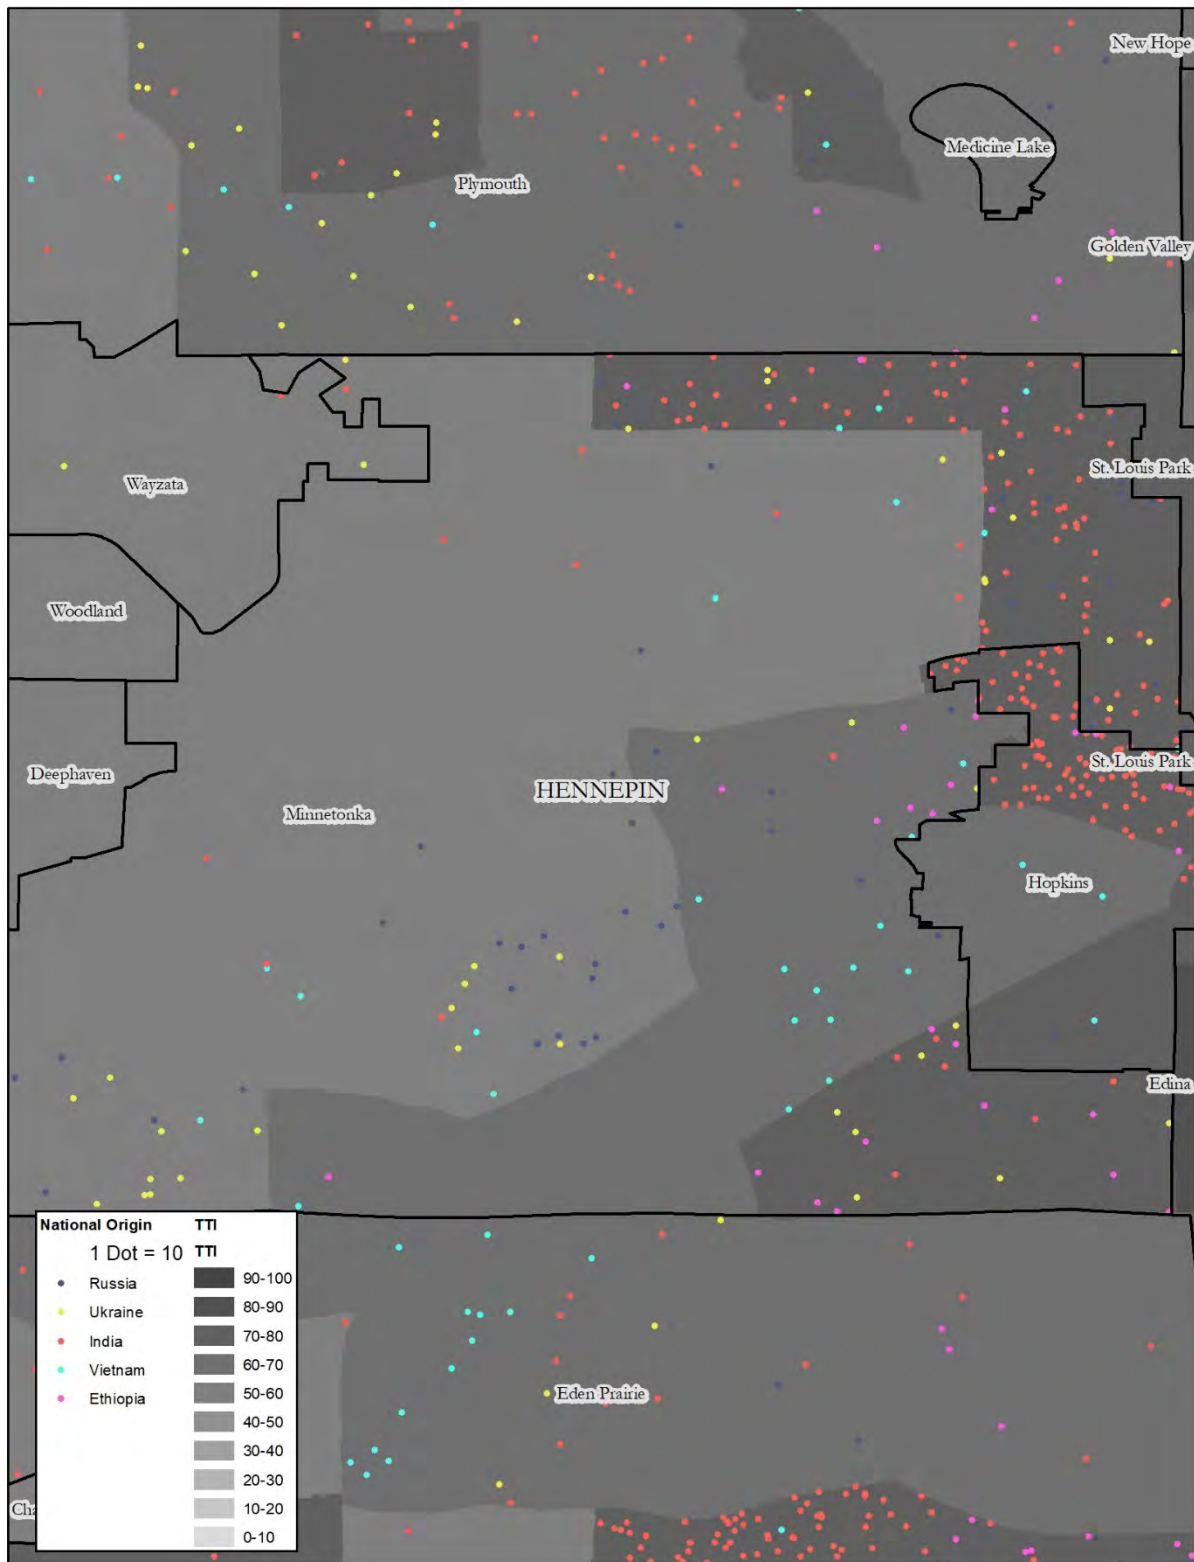 New Hope
Medicine Lake
Plymouth
Golden Valley
St. Louis Park
Wayzata
Woodland
St. Louis Park
Deephaven
HENNEPIN
Minnetonka
Hopkins
Edina
National Origin TTI
1 Dot = 10 TTI
Russia
Ukraine
India
Vietnam
Ethiopia
90-100
80-90
70-80
60-70
50-60
40-50
30-40
20-30
10-20
0-10
Eden Prairie
Cha